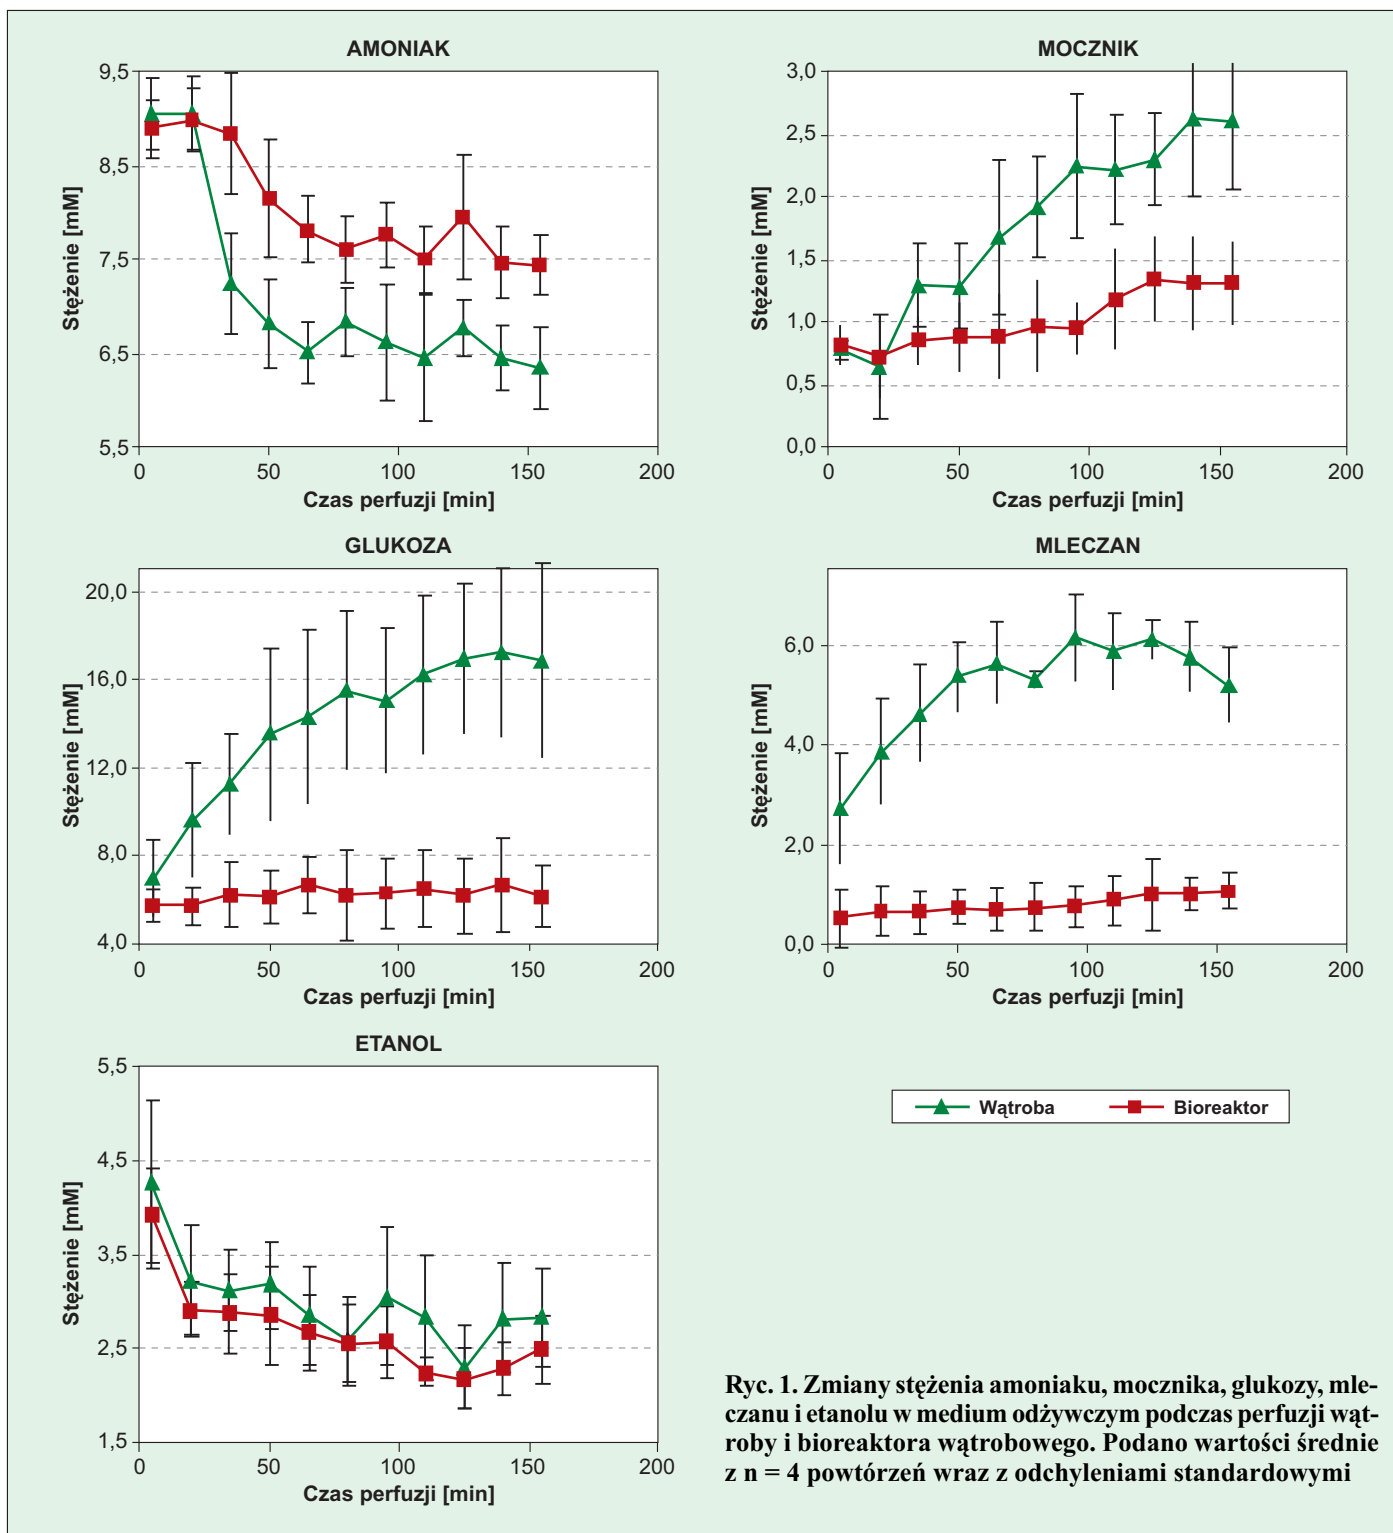 AMONIAK
9,5
8,5
7,5
6,5
5,5
Stężenie [mM]
0 50 100 150 200
Czas perfuzji [min]
MOCZNIK
3,0
2,5
2,0
1,5
1,0
0,5
0,0
Stężenie [mM]
0 50 100 150 200
Czas perfuzji [min]
GLUKOZA
20,0
16,0
12,0
8,0
4,0
Stężenie [mM]
0 50 100 150 200
Czas perfuzji [min]
MLECZAN
6,0
4,0
2,0
0,0
Stężenie [mM]
0 50 100 150 200
Czas perfuzji [min]
ETANOL
5,5
4,5
3,5
2,5
1,5
Stężenie [mM]
0 50 100 150 200
Czas perfuzji [min]
Wątroba Bioreaktor
Ryc. 1. Zmiany stężenia amoniaku, mocznika, glukozy, mle-
czanu i etanolu w medium odżywczym podczas perfuzji wąt-
roby i bioreaktora wątrobowego. Podano wartości średnie
z n = 4 powtórzeń wraz z odchyleniami standardowymi